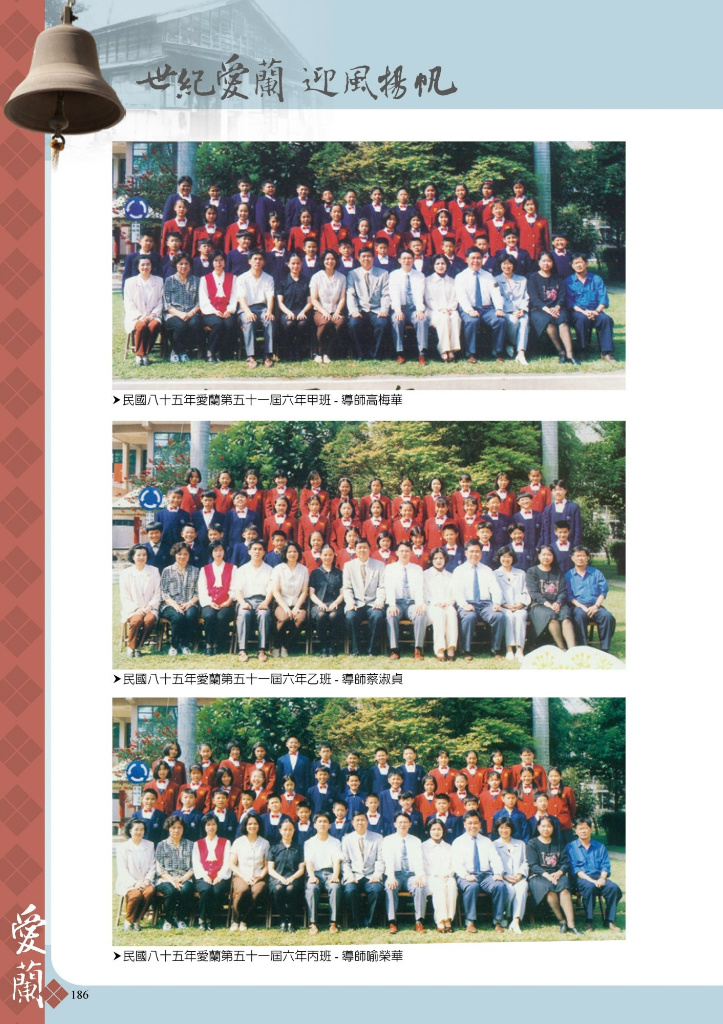 世紀愛蘭 迎風揚帆
民國八十五年愛蘭第五十一屆六年甲班 - 導師高梅華
民國八十五年愛蘭第五十一屆六年乙班 - 導師蔡淑貞
民國八十五年愛蘭第五十一屆六年丙班 - 導師喻榮華
愛蘭
186